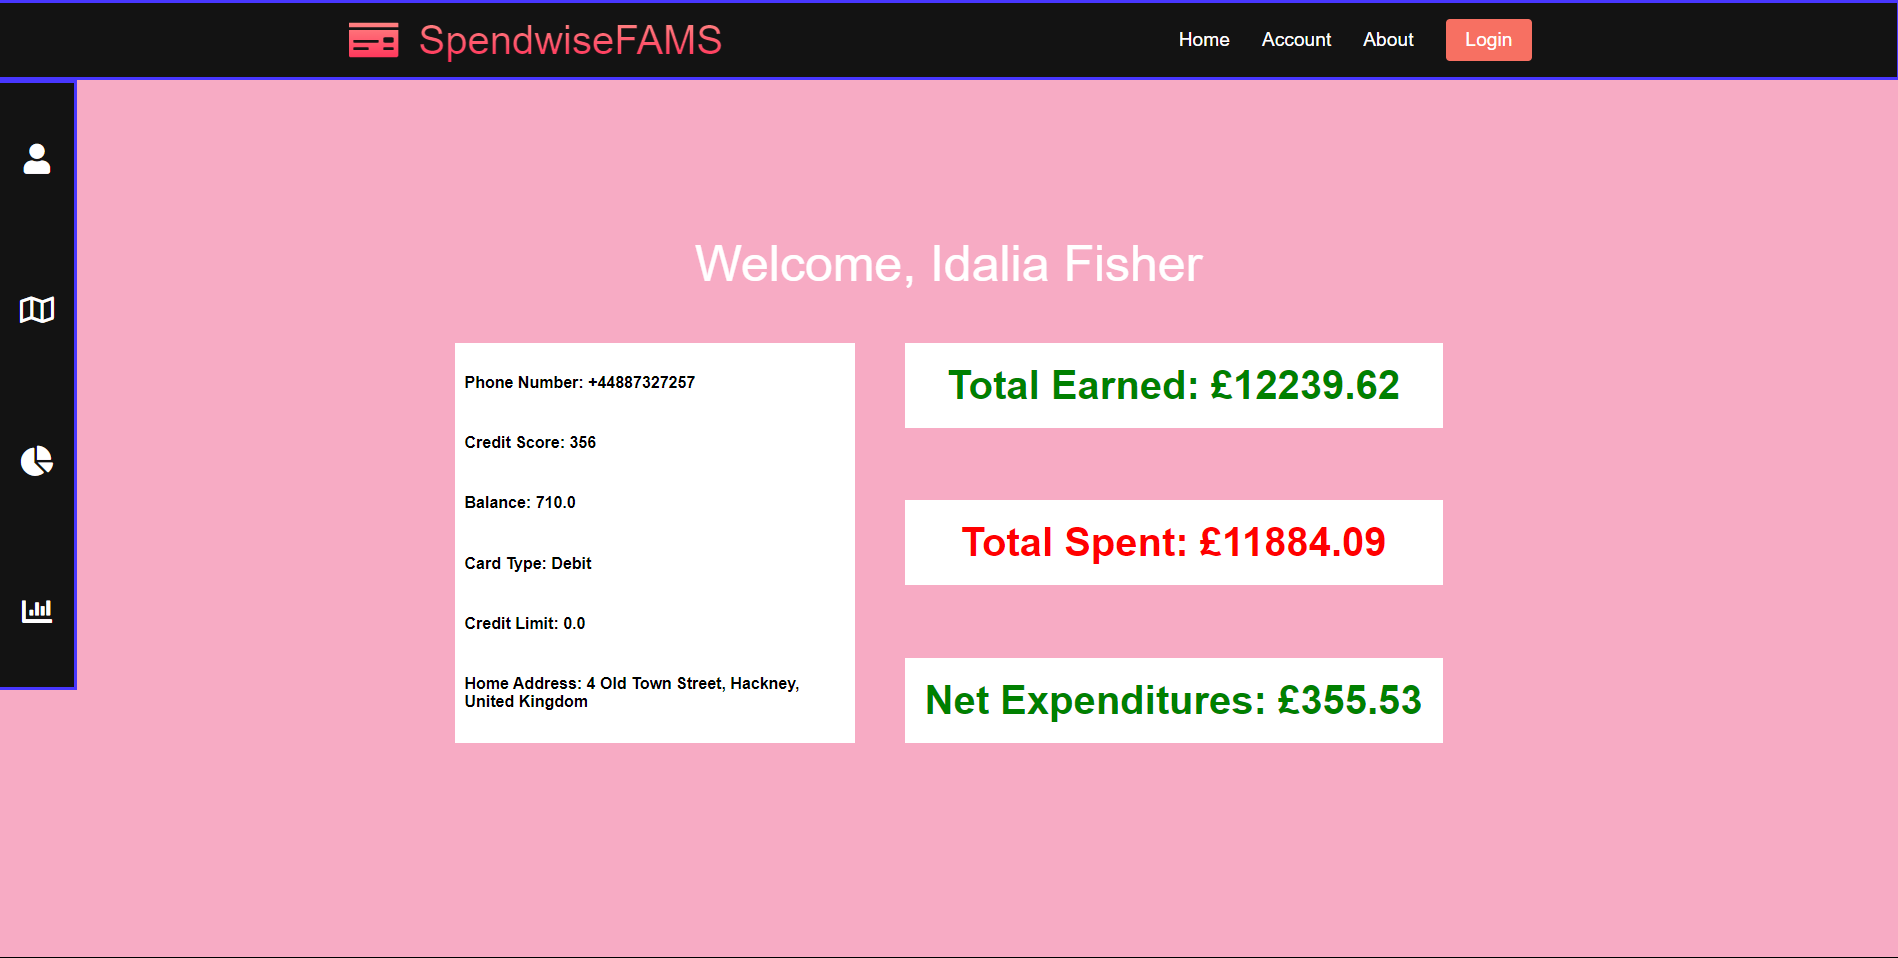 SpendwiseFAMS
Home
Account
About
Login
Welcome, Idalia Fisher
Phone Number: +44887327257
Credit Score: 356
Balance: 710.0
Card Type: Debit
Credit Limit: 0.0
Home Address: 4 Old Town Street, Hackney,
United Kingdom
Total Earned: £12239.62
Total Spent: £11884.09
Net Expenditures: £355.53